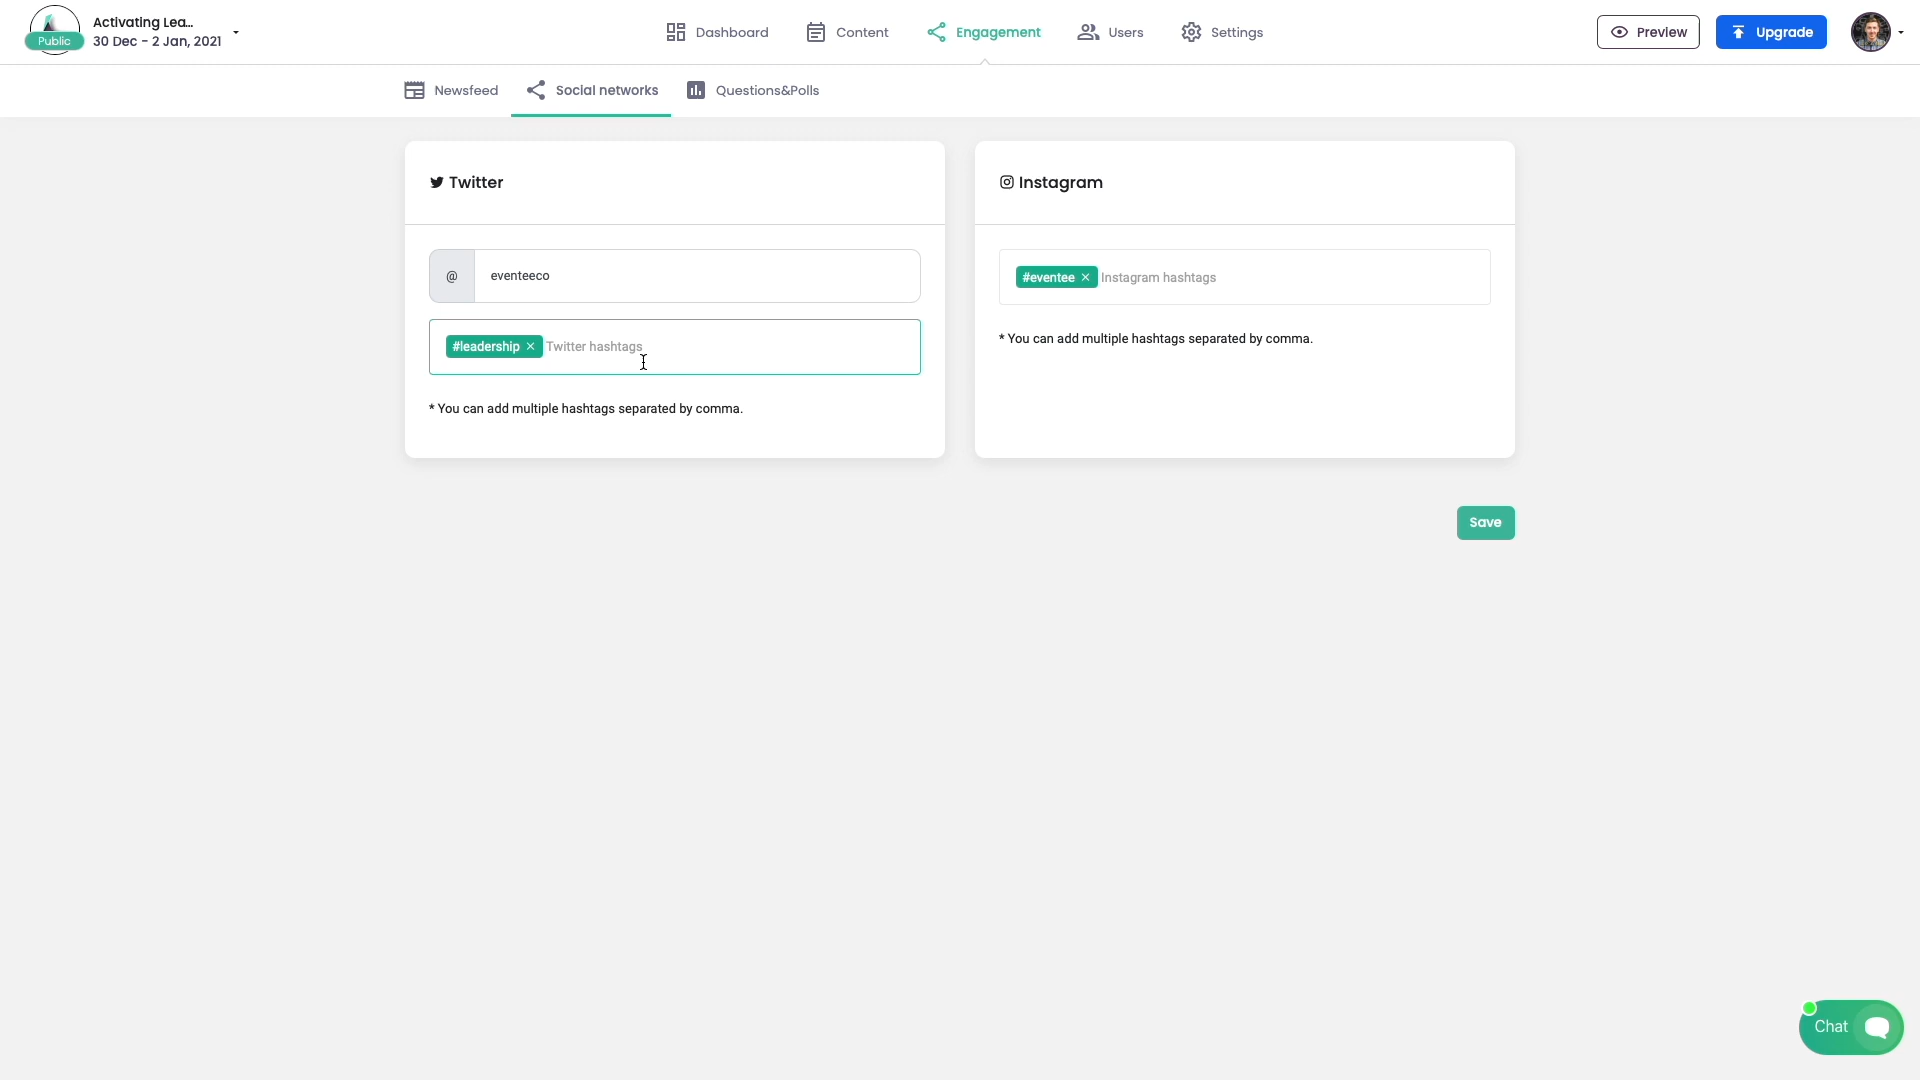 Activating Lea...
Public
30 Dec - 2 Jan, 2021
Dashboard
Content
Engagement
Users
Settings
Preview
Upgrade
Newsfeed
Social networks
Questions&Polls
Twitter
@ eventeeco
#leadership × Twitter hashtags
* You can add multiple hashtags separated by comma.
Instagram
#eventee × Instagram hashtags
* You can add multiple hashtags separated by comma.
Save
Chat